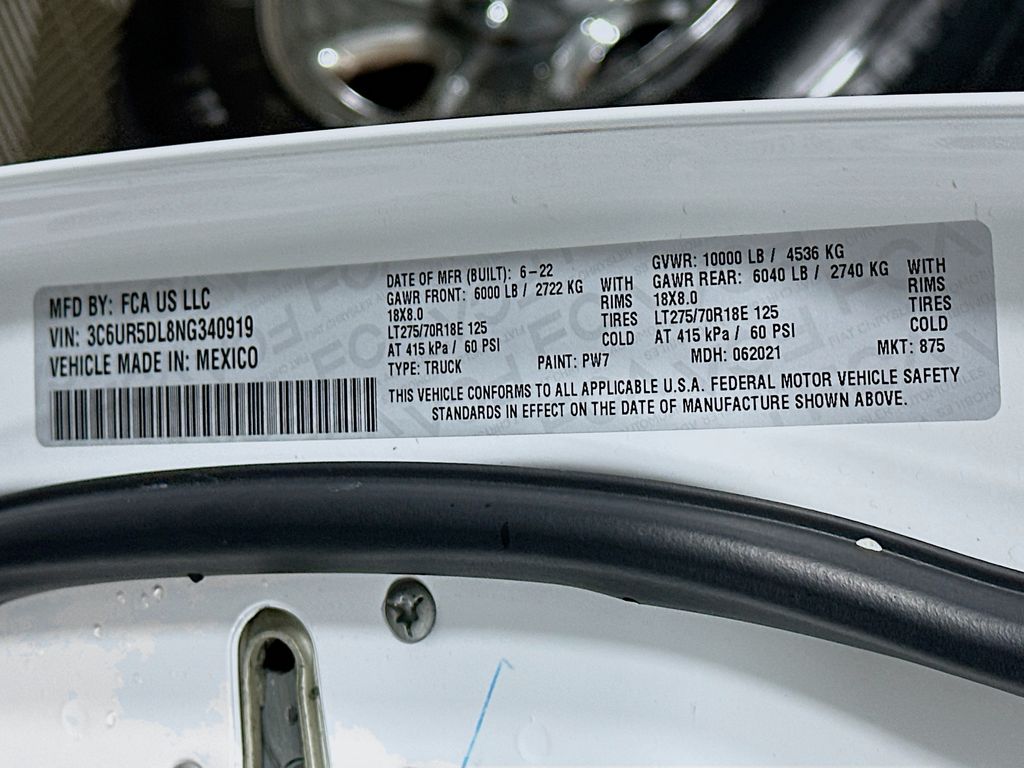 MFD BY: FCA US LLC
VIN: 3C6UR5DL8NG340919
VEHICLE MADE IN: MEXICO
DATE OF MFR (BUILT): 6-22
GAWR FRONT: 6000 LB / 2722 KG WITH
18X8.0 RIMS
LT275/70R18E 125 TIRES
AT 415 kPa / 60 PSI COLD
TYPE: TRUCK PAINT: PW7
GVWR: 10000 LB / 4536 KG
GAWR REAR: 6040 LB / 2740 KG WITH
18X8.0 RIMS
LT275/70R18E 125 TIRES
AT 415 kPa / 60 PSI COLD
MDH: 062021 MKT: 875
THIS VEHICLE CONFORMS TO ALL APPLICABLE U.S.A. FEDERAL MOTOR VEHICLE SAFETY
STANDARDS IN EFFECT ON THE DATE OF MANUFACTURE SHOWN ABOVE.